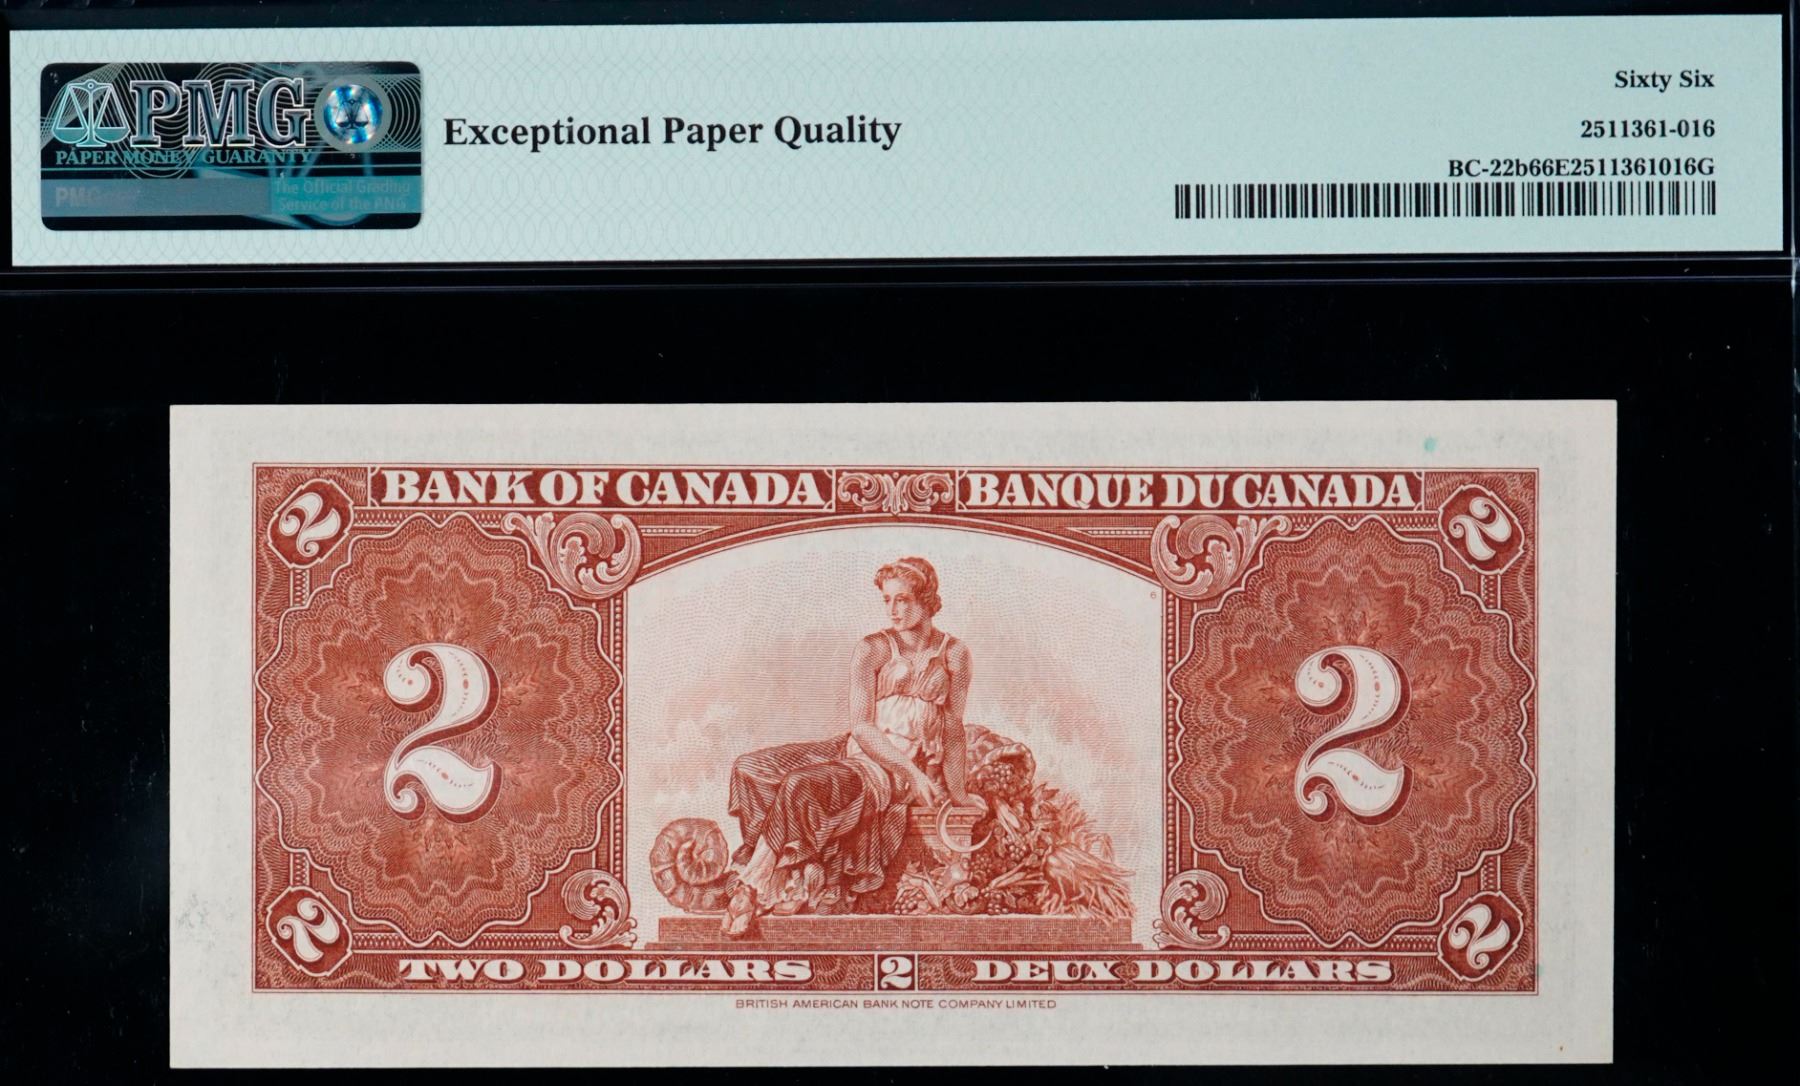 PMG
PAPER MONEY GUARANTY
PMG
The Official Grading
Service of the PNG
Exceptional Paper Quality
Sixty Six
2511361-016
BC-22b66E2511361016G
2 BANK OF CANADA BANQUE DU CANADA 2
6
2 2
2 TWO DOLLARS 2 DEUX DOLLARS 2
BRITISH AMERICAN BANK NOTE COMPANY LIMITED